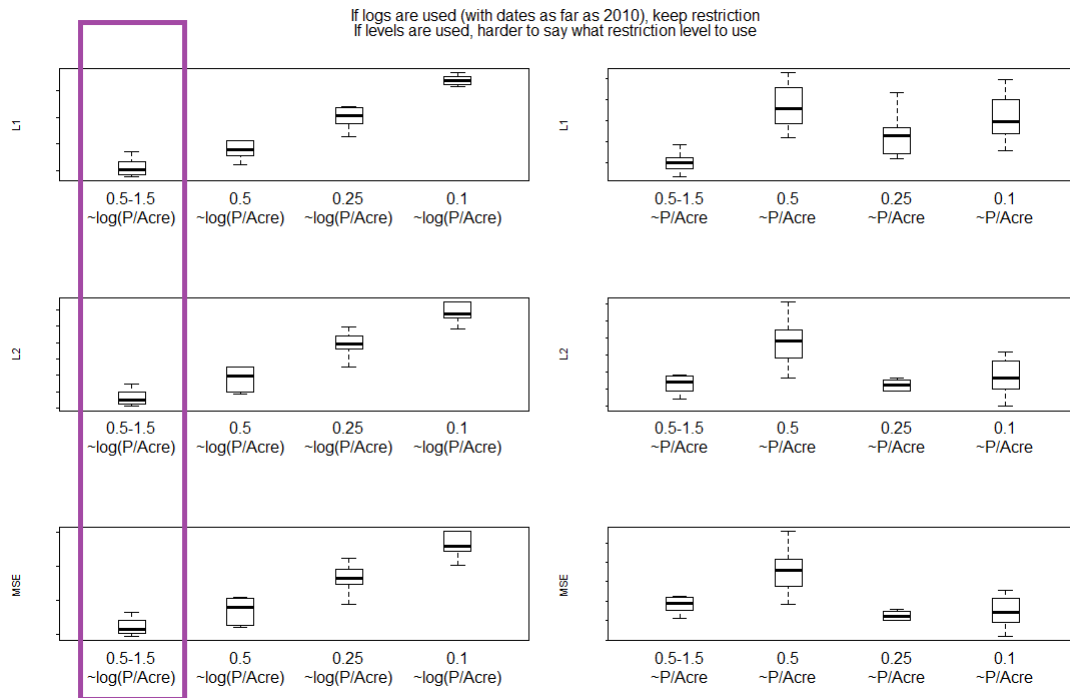 If logs are used (with dates as far as 2010), keep restriction
If levels are used, harder to say what restriction level to use
L1
0.5-1.5 0.5 0.25 0.1
~log(P/Acre) ~log(P/Acre) ~log(P/Acre) ~log(P/Acre)
L1
0.5-1.5 0.5 0.25 0.1
~P/Acre ~P/Acre ~P/Acre ~P/Acre
L2
0.5-1.5 0.5 0.25 0.1
~log(P/Acre) ~log(P/Acre) ~log(P/Acre) ~log(P/Acre)
L2
0.5-1.5 0.5 0.25 0.1
~P/Acre ~P/Acre ~P/Acre ~P/Acre
MSE
0.5-1.5 0.5 0.25 0.1
~log(P/Acre) ~log(P/Acre) ~log(P/Acre) ~log(P/Acre)
MSE
0.5-1.5 0.5 0.25 0.1
~P/Acre ~P/Acre ~P/Acre ~P/Acre